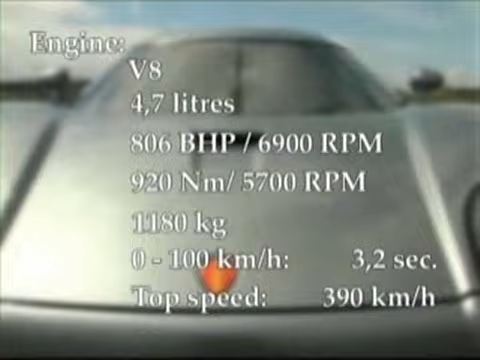 Engine:
V8
4,7 litres
806 BHP / 6900 RPM
920 Nm/ 5700 RPM
1180 kg
0 - 100 km/h: 3,2 sec.
Top speed: 390 km/h